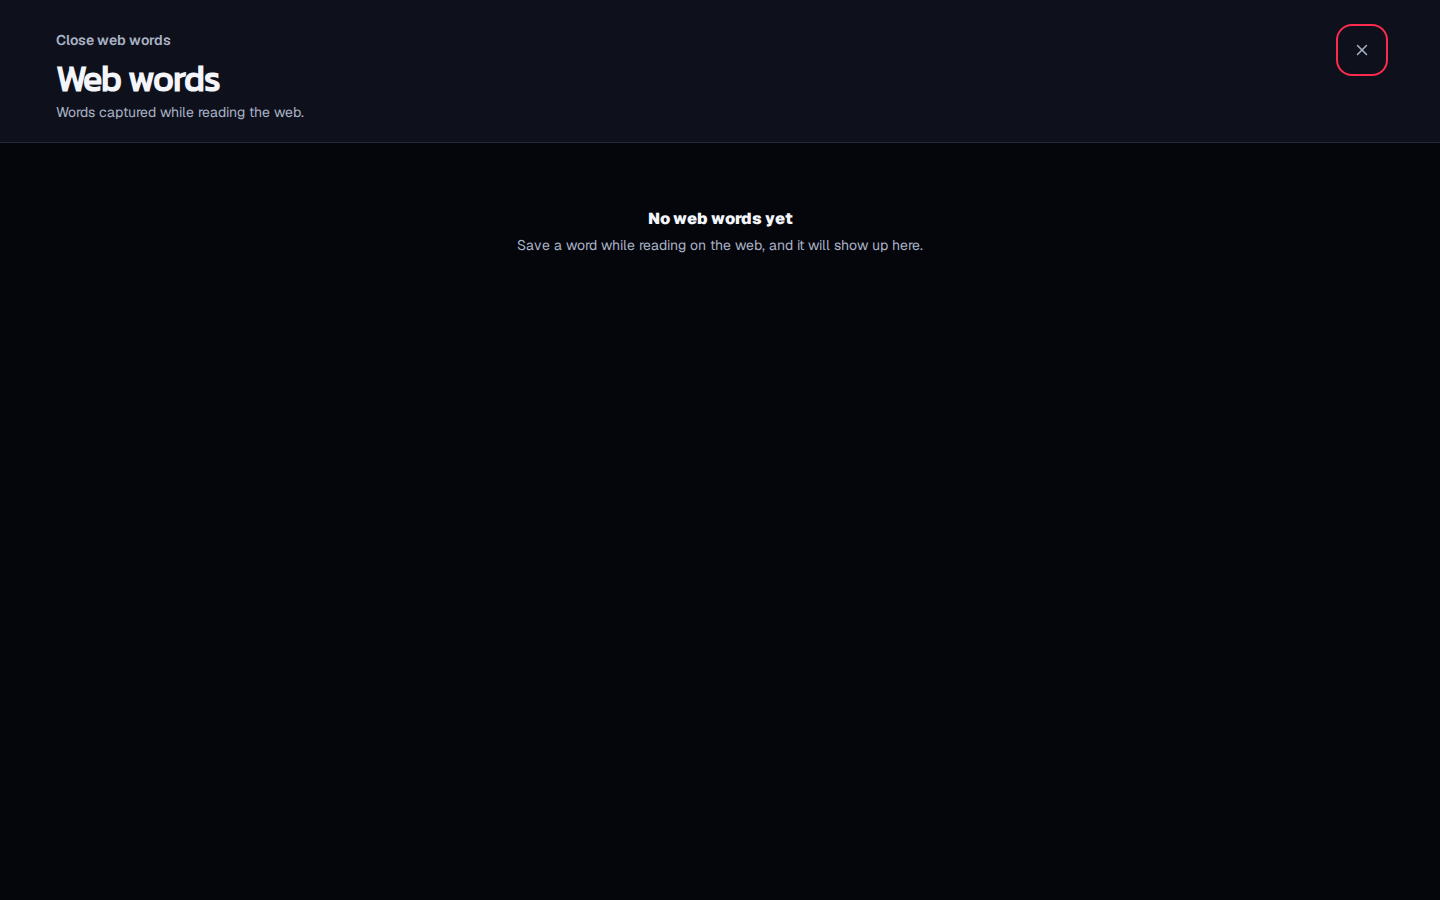 Close web words
Web words
Words captured while reading the web.
No web words yet
Save a word while reading on the web, and it will show up here.